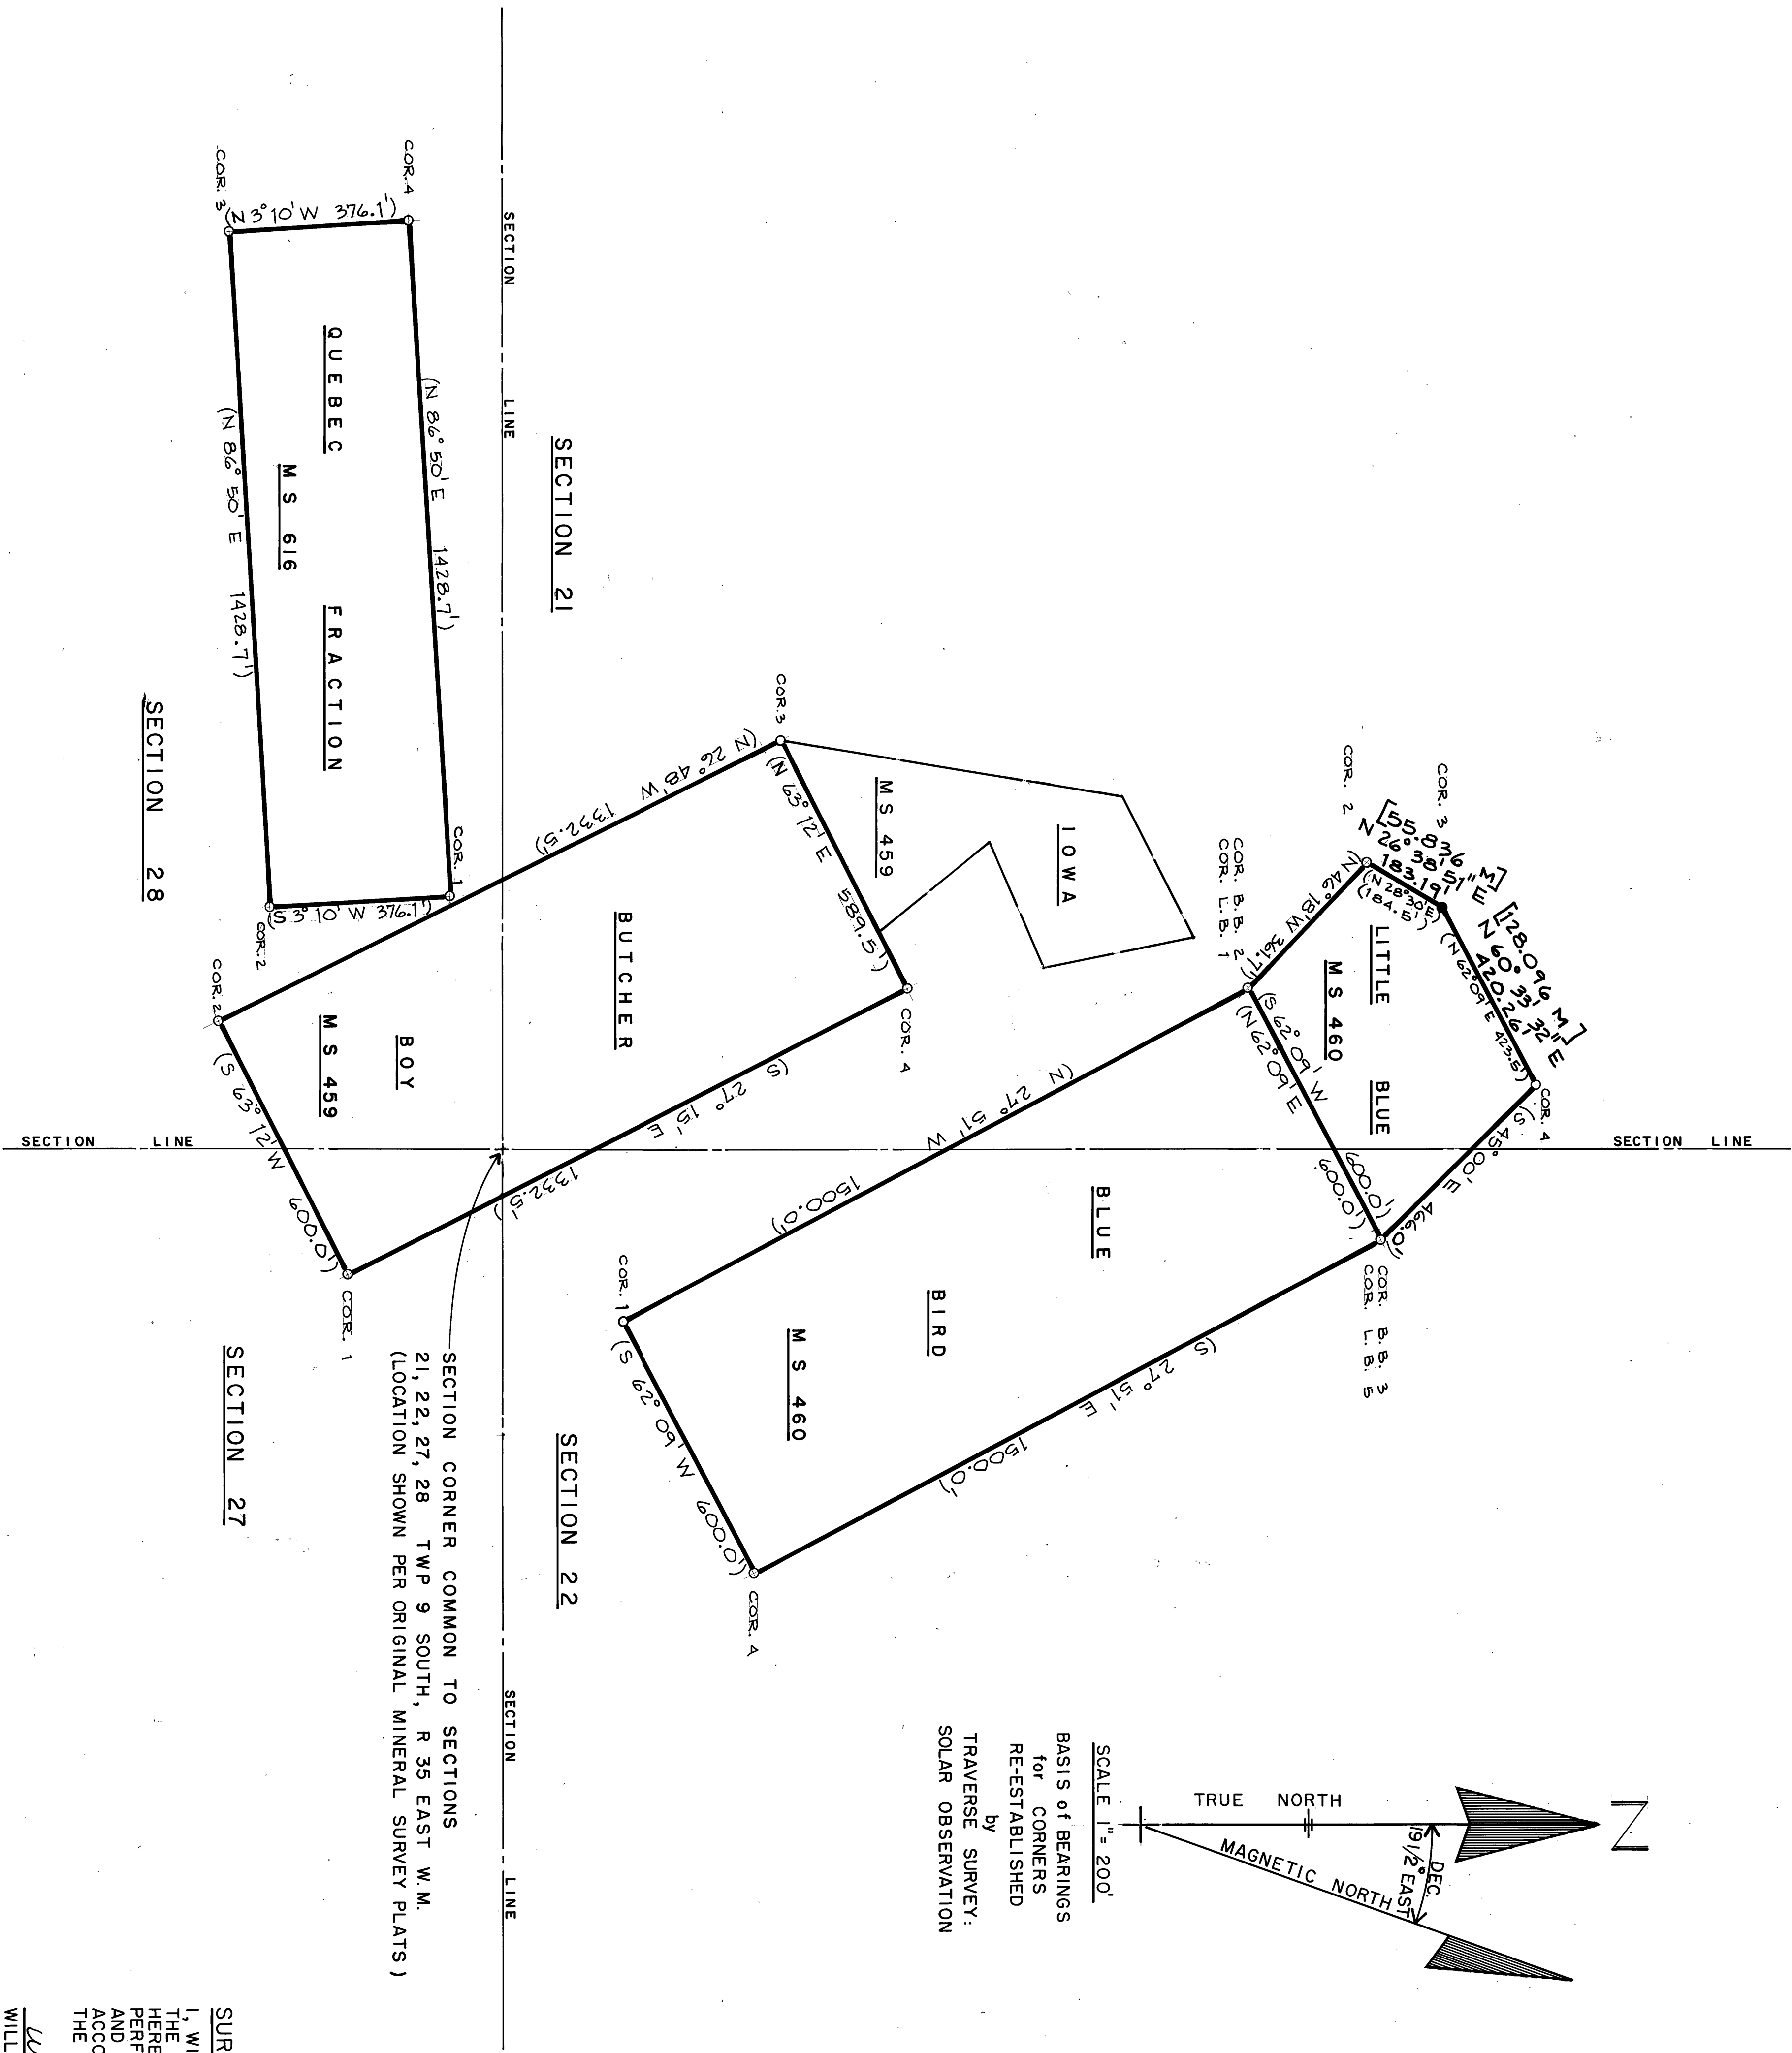 COR. 4
COR. 3
(N 3° 10' W 376.1')
(N 86° 50' E 1428.7')
QUEBEC FRACTION
M S 616
(N 86° 50' E 1428.7')
COR. 1
(S 3° 10' W 376.1')
COR. 2
SECTION LINE
SECTION 21
SECTION 28
COR. 3
(N 63° 12' E 589.5')
(N 26° 48' W 1332.5')
M S 459
IOWA
COR. 4
BUTCHER
BOY
M S 459
(S 27° 15' E 1332.5')
COR. 2
(S 63° 12' W 600.0')
COR. 1
SECTION LINE
COR. 2
COR. 3
[55.836 M]
N 26° 38' 51" E
183.19'
(N 28° 30' E)
(184.5')
[128.096 M]
N 60° 33' 32" E
420.26'
(N 62° 09' E 423.5')
COR. 4
(N 46° 18' W 361.7')
LITTLE BLUE
M S 460
(S 45° 00' E 466.0')
COR. B.B. 2
COR. L.B. 1
(S 62° 09' W 600.0')
(N 62° 09' E 600.0')
COR. B.B. 3
COR. L.B. 5
SECTION LINE
(N 27° 51' W 1500.0')
BLUE
BIRD
M S 460
(S 27° 51' E 1500.0')
COR. 1
(S 62° 09' W 600.0')
COR. 4
SECTION 22
SECTION 27
SECTION CORNER COMMON TO SECTIONS
21, 22, 27, 28 TWP 9 SOUTH, R 35 EAST W.M.
(LOCATION SHOWN PER ORIGINAL MINERAL SURVEY PLATS)
SECTION LINE
N
TRUE NORTH
MAGNETIC NORTH
DEC.
19 1/2° EAST
SCALE 1" = 200'
BASIS of BEARINGS
for CORNERS
RE-ESTABLISHED
by
TRAVERSE SURVEY:
SOLAR OBSERVATION
SUR
I, WI
THE
HERE
PERF
AND
ACCO
THE
WILL